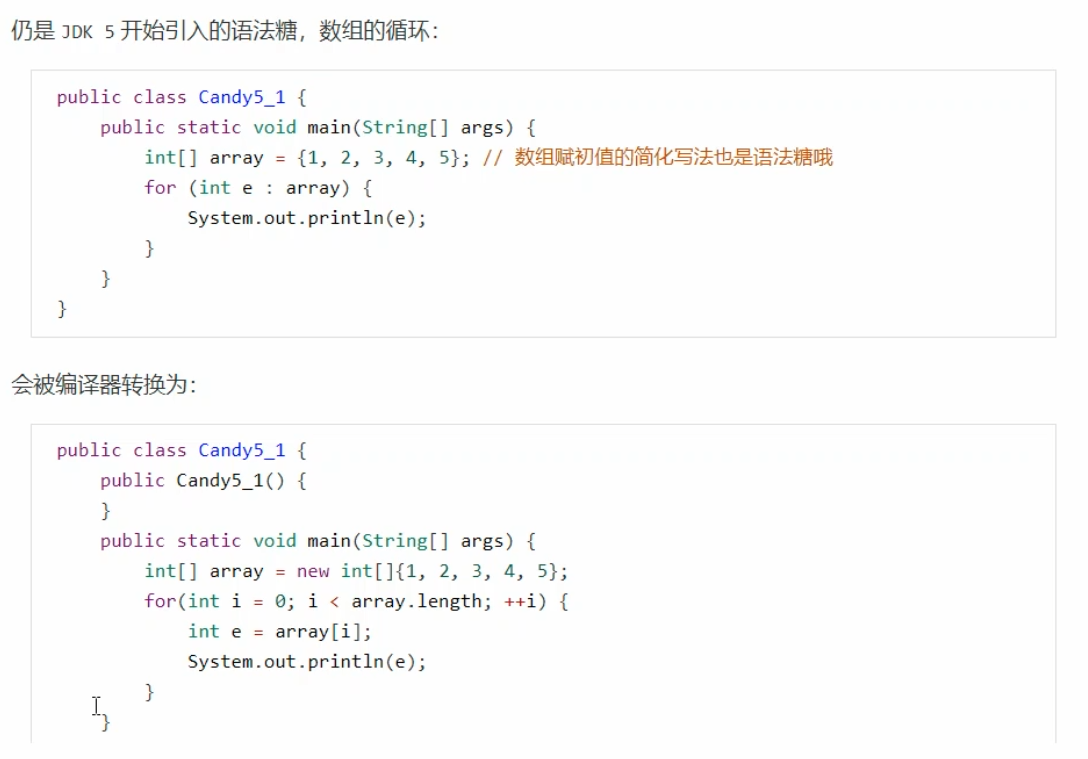 仍是 JDK 5 开始引入的语法糖，数组的循环：
public class Candy5_1 {
public static void main(String[] args) {
int[] array = {1, 2, 3, 4, 5}; // 数组赋初值的简化写法也是语法糖哦
for (int e : array) {
System.out.println(e);
}
}
}
会被编译器转换为：
public class Candy5_1 {
public Candy5_1() {
}
public static void main(String[] args) {
int[] array = new int[]{1, 2, 3, 4, 5};
for(int i = 0; i < array.length; ++i) {
int e = array[i];
System.out.println(e);
}
}